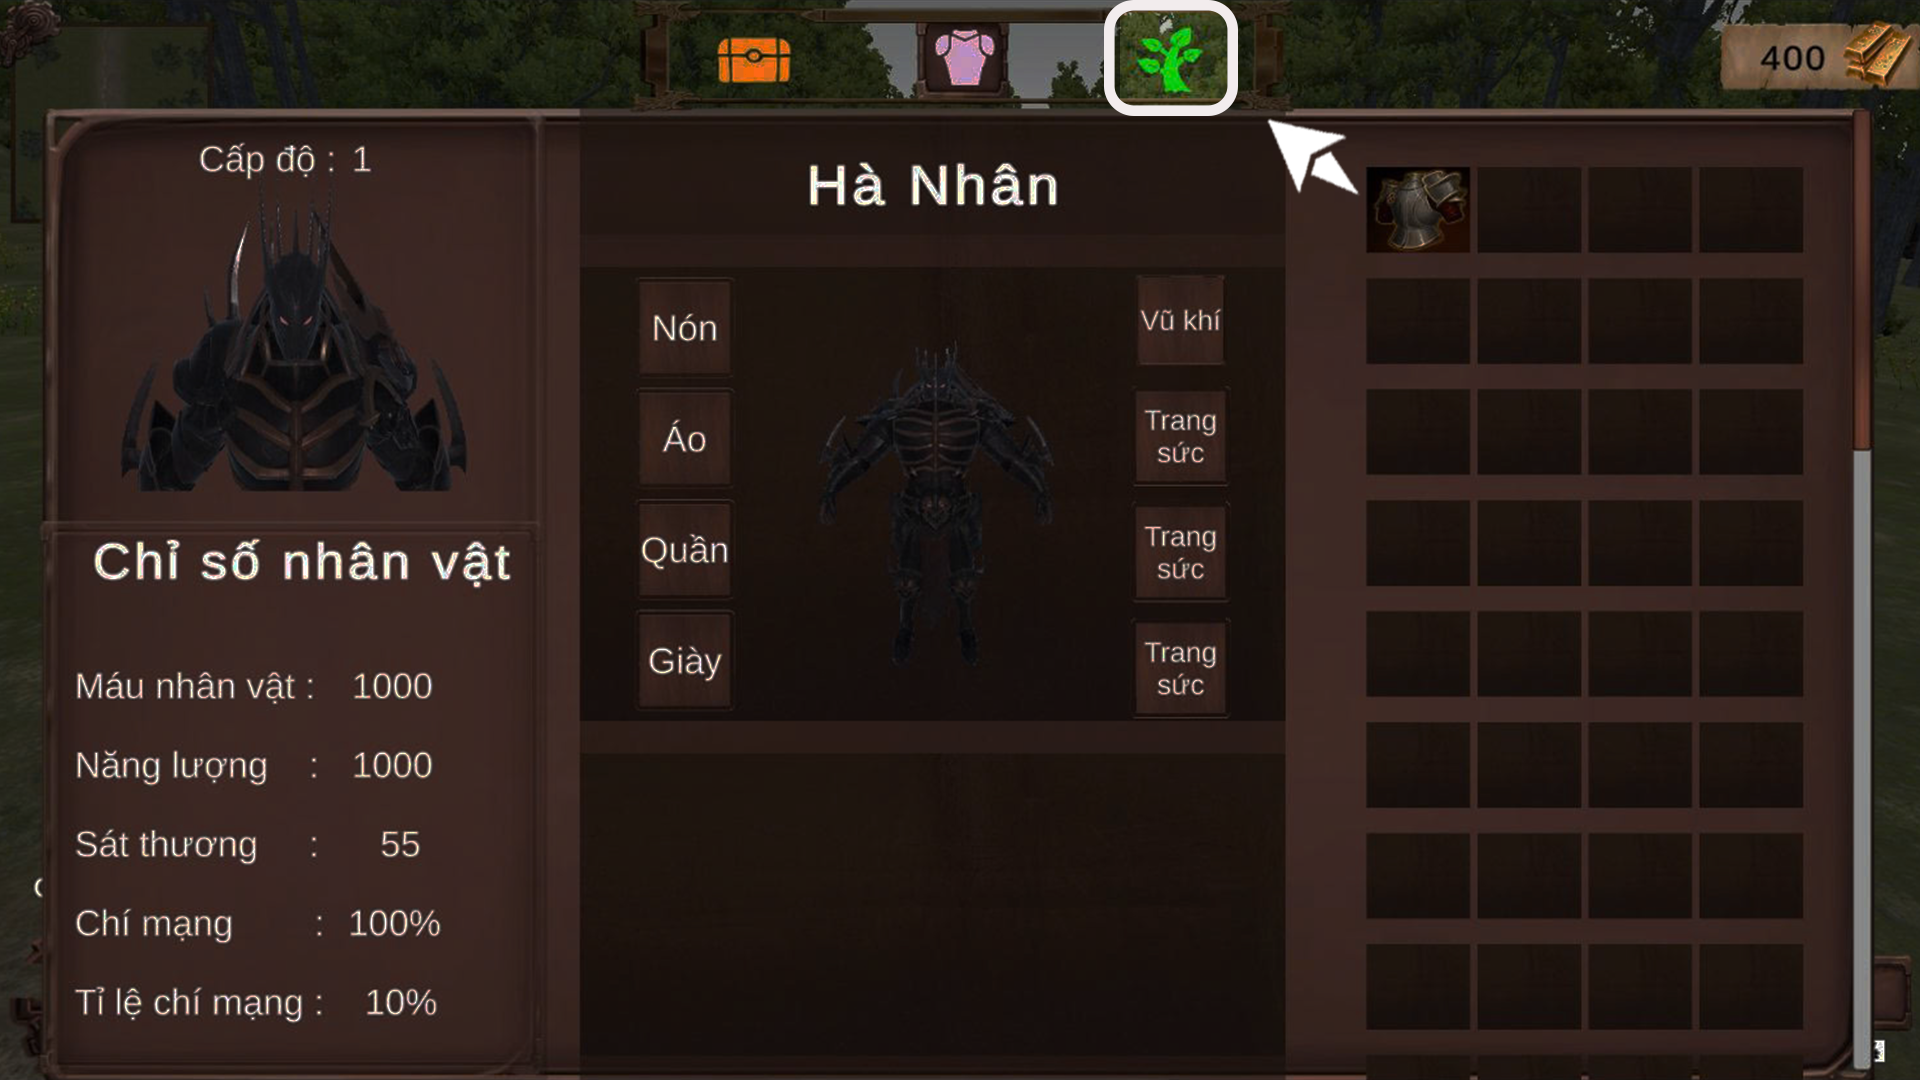 400
Cấp độ : 1
Hà Nhân
Nón
Áo
Quần
Giày
Vũ khí
Trang
sức
Trang
sức
Trang
sức
Chỉ số nhân vật
Máu nhân vật : 1000
Năng lượng : 1000
Sát thương : 55
Chí mạng : 100%
Tỉ lệ chí mạng : 10%